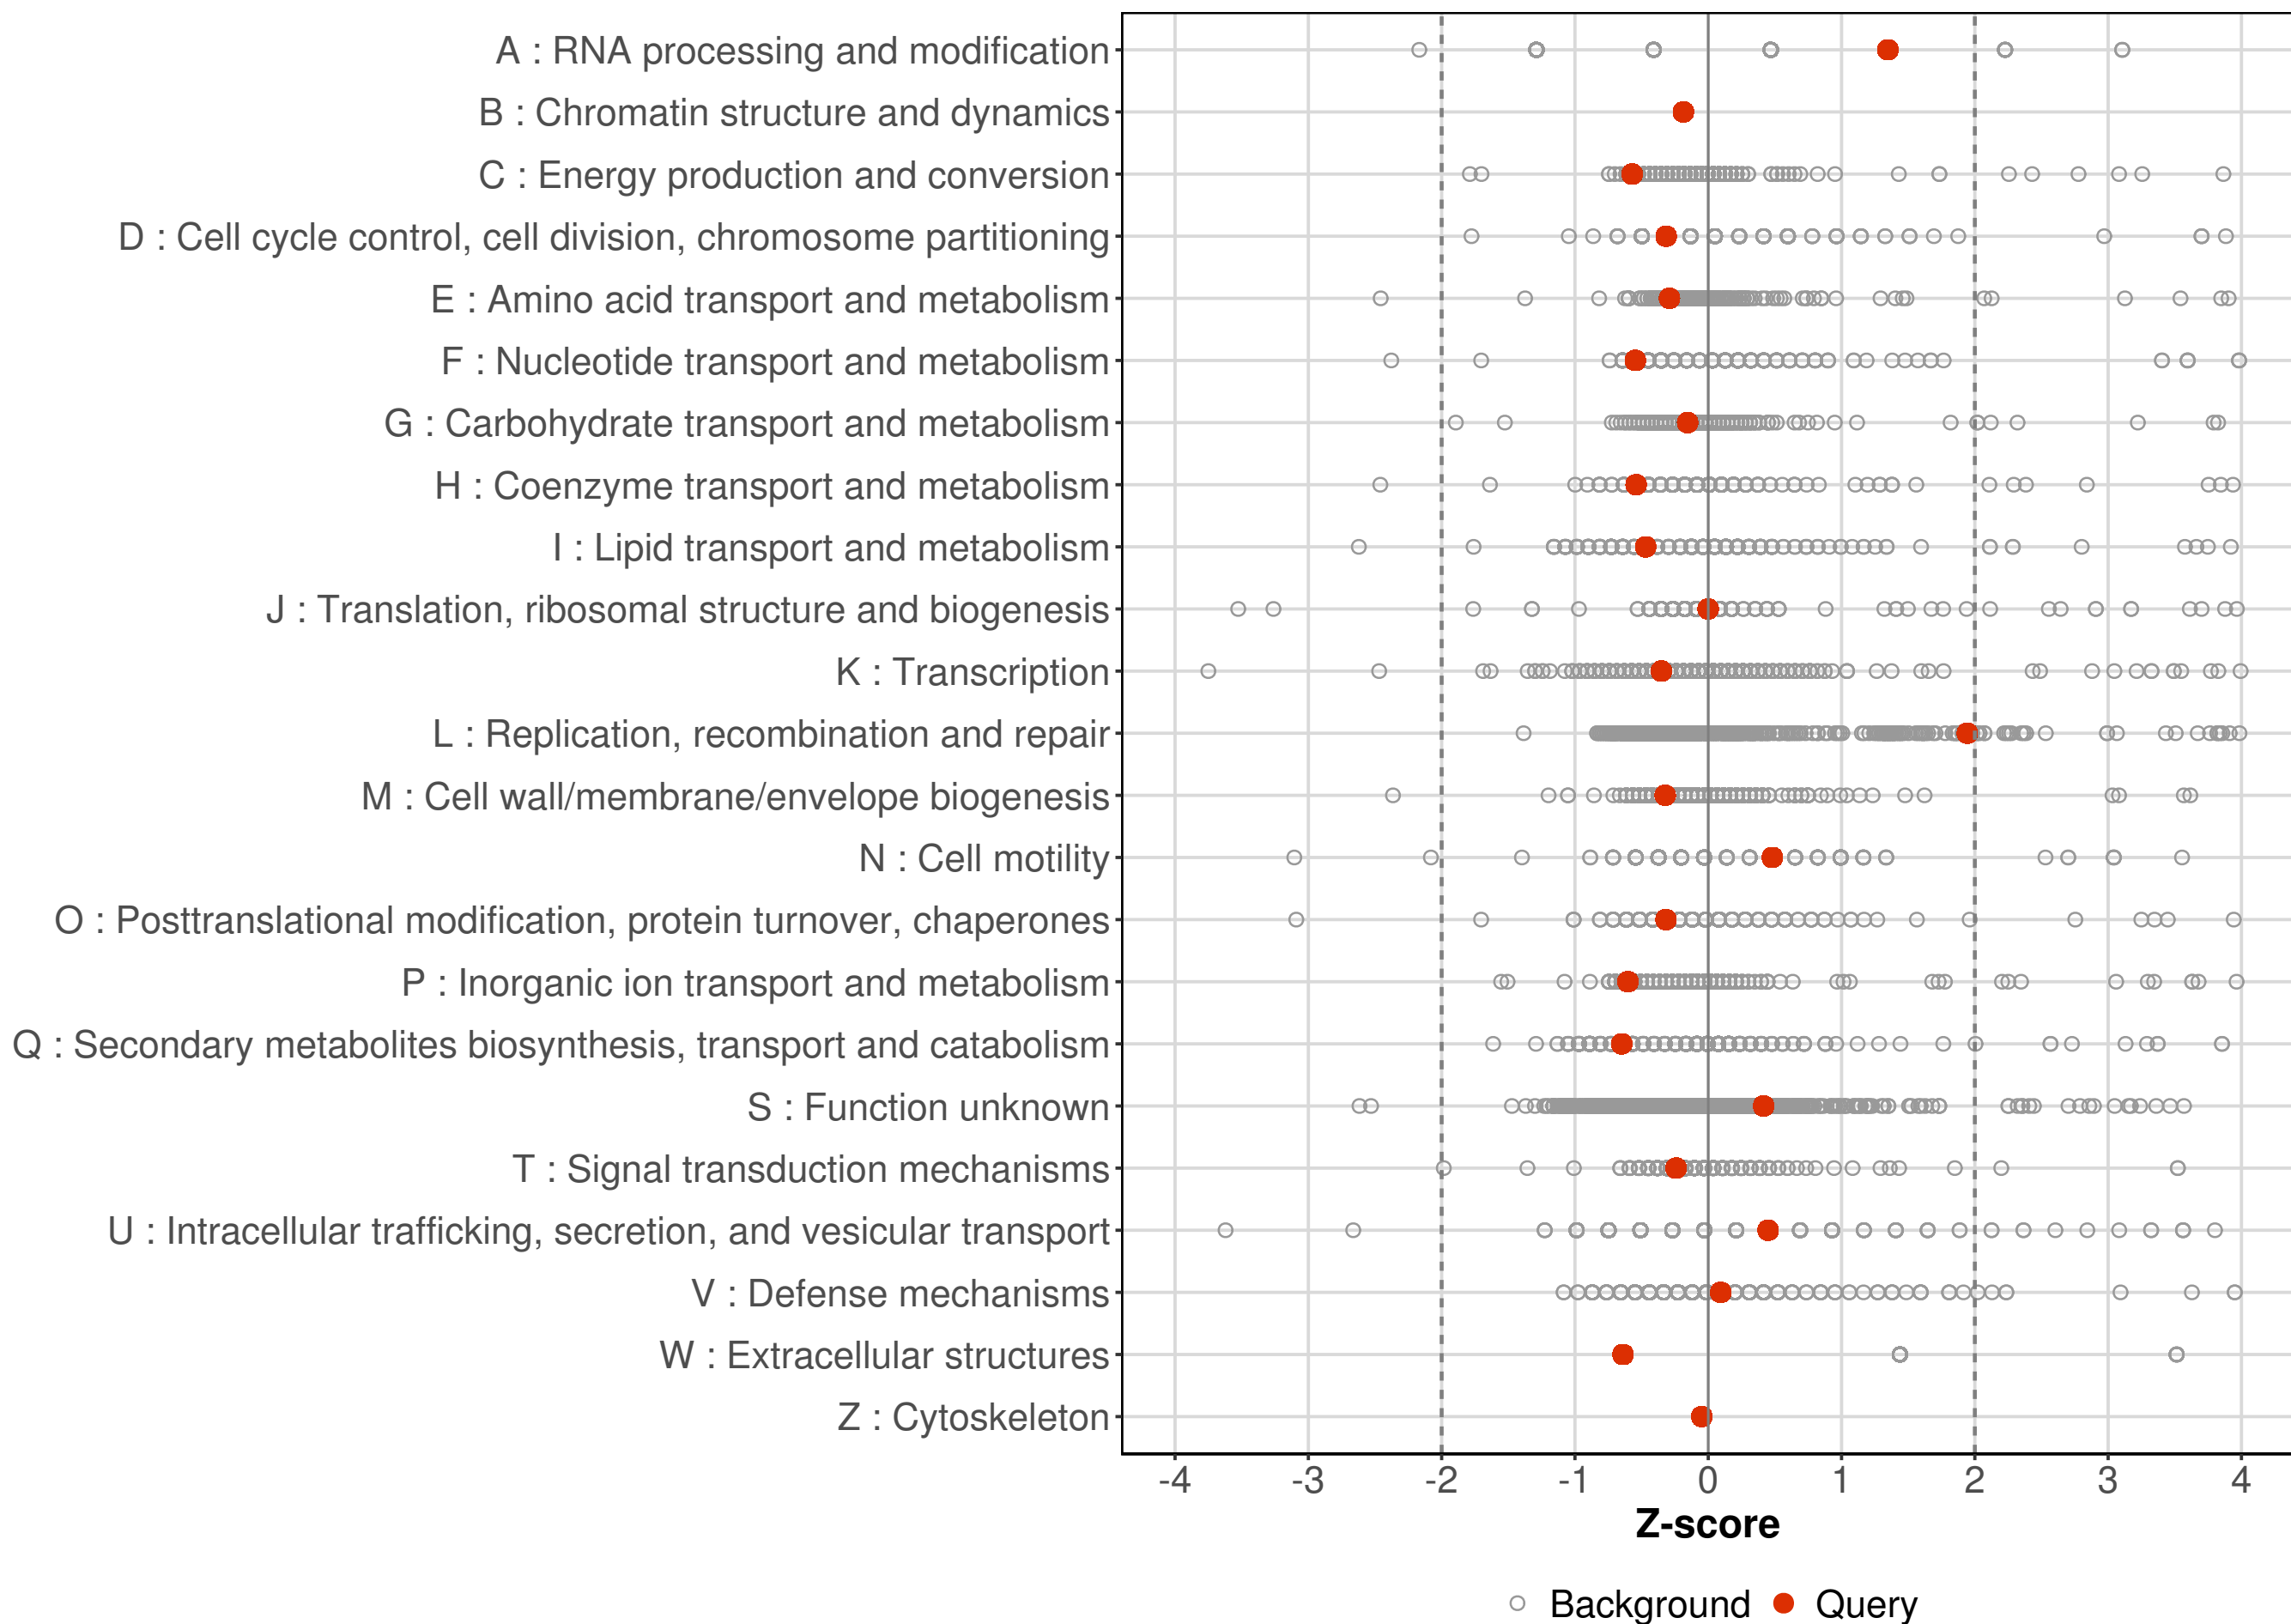 A : RNA processing and modification
B : Chromatin structure and dynamics
C : Energy production and conversion
D : Cell cycle control, cell division, chromosome partitioning
E : Amino acid transport and metabolism
F : Nucleotide transport and metabolism
G : Carbohydrate transport and metabolism
H : Coenzyme transport and metabolism
I : Lipid transport and metabolism
J : Translation, ribosomal structure and biogenesis
K : Transcription
L : Replication, recombination and repair
M : Cell wall/membrane/envelope biogenesis
N : Cell motility
O : Posttranslational modification, protein turnover, chaperones
P : Inorganic ion transport and metabolism
Q : Secondary metabolites biosynthesis, transport and catabolism
S : Function unknown
T : Signal transduction mechanisms
U : Intracellular trafficking, secretion, and vesicular transport
V : Defense mechanisms
W : Extracellular structures
Z : Cytoskeleton
-4 -3 -2 -1 0 1 2 3 4
Z-score
Background Query